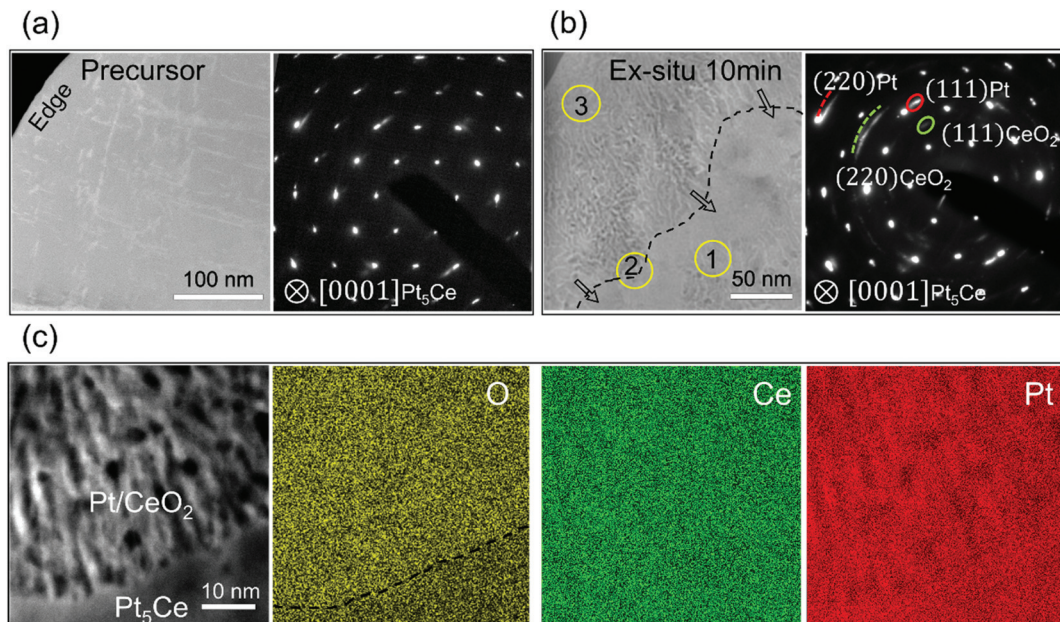 (a)
Precursor
Edge
100 nm
⊗ [0001]Pt₅Ce
(b)
Ex-situ 10min
3
2
1
50 nm
(220)Pt
(111)Pt
(111)CeO₂
(220)CeO₂
⊗ [0001]Pt₅Ce
(c)
Pt/CeO₂
Pt₅Ce
10 nm
O
Ce
Pt